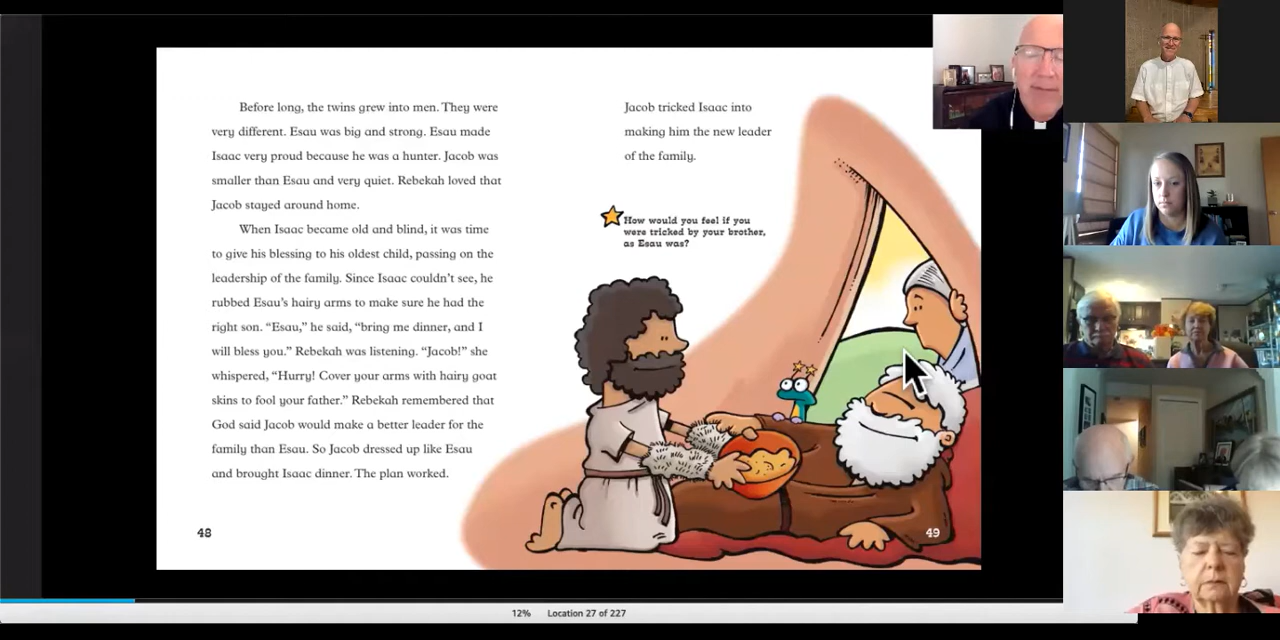 Before long, the twins grew into men. They were
very different. Esau was big and strong. Esau made
Isaac very proud because he was a hunter. Jacob was
smaller than Esau and very quiet. Rebekah loved that
Jacob stayed around home.
When Isaac became old and blind, it was time
to give his blessing to his oldest child, passing on the
leadership of the family. Since Isaac couldn't see, he
rubbed Esau's hairy arms to make sure he had the
right son. “Esau,” he said, “bring me dinner, and I
will bless you.” Rebekah was listening. “Jacob!” she
whispered, “Hurry! Cover your arms with hairy goat
skins to fool your father.” Rebekah remembered that
God said Jacob would make a better leader for the
family than Esau. So Jacob dressed up like Esau
and brought Isaac dinner. The plan worked.
48
Jacob tricked Isaac into
making him the new leader
of the family.
How would you feel if you
were tricked by your brother,
as Esau was?
49
12% Location 27 of 227